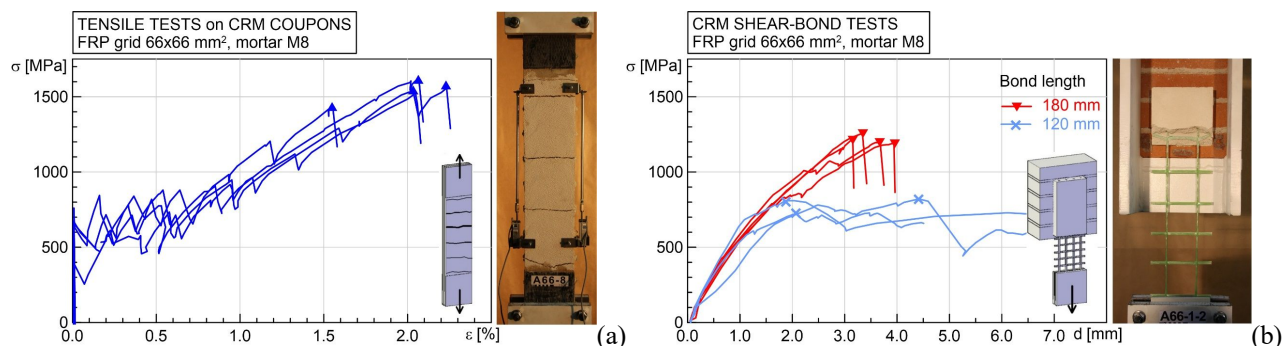 TENSILE TESTS on CRM COUPONS
FRP grid 66x66 mm², mortar M8
σ [MPa]
1500
1000
500
0
0.0 0.5 1.0 1.5 2.0 ε [%]
A66-8
(a)
CRM SHEAR-BOND TESTS
FRP grid 66x66 mm², mortar M8
σ [MPa]
Bond length
180 mm
120 mm
1500
1000
500
0
0.0 1.0 2.0 3.0 4.0 5.0 6.0 7.0 d [mm]
A66-1-2
(b)